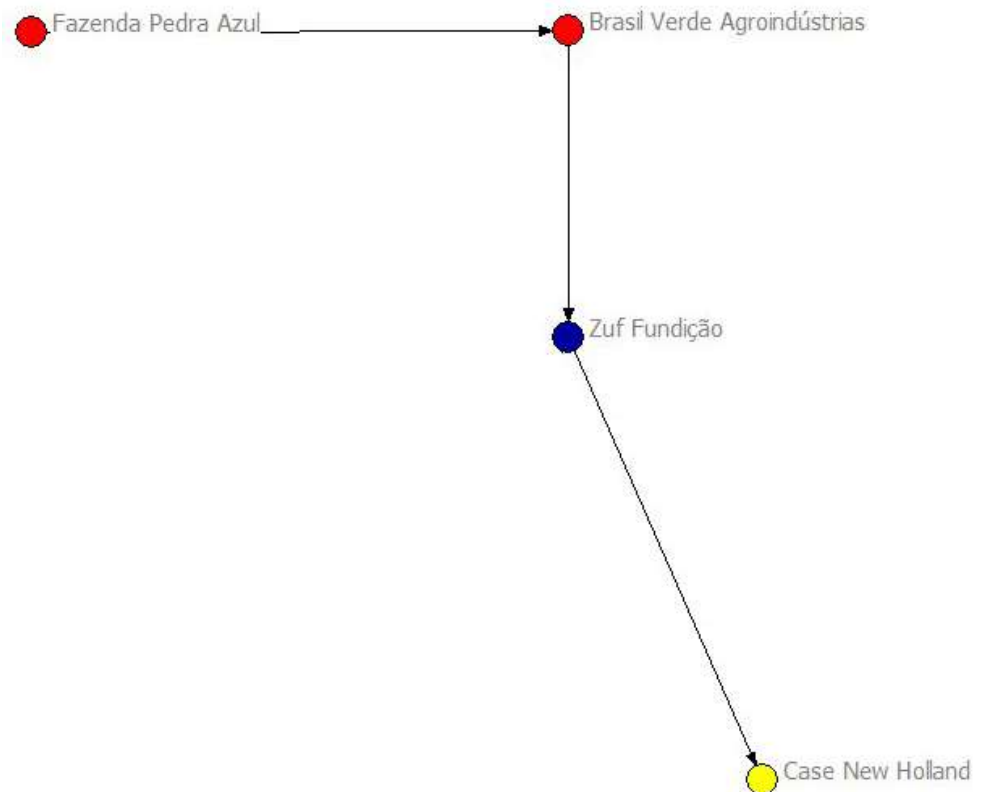 Fazenda Pedra Azul
Brasil Verde Agroindústrias
Zuf Fundição
Case New Holland